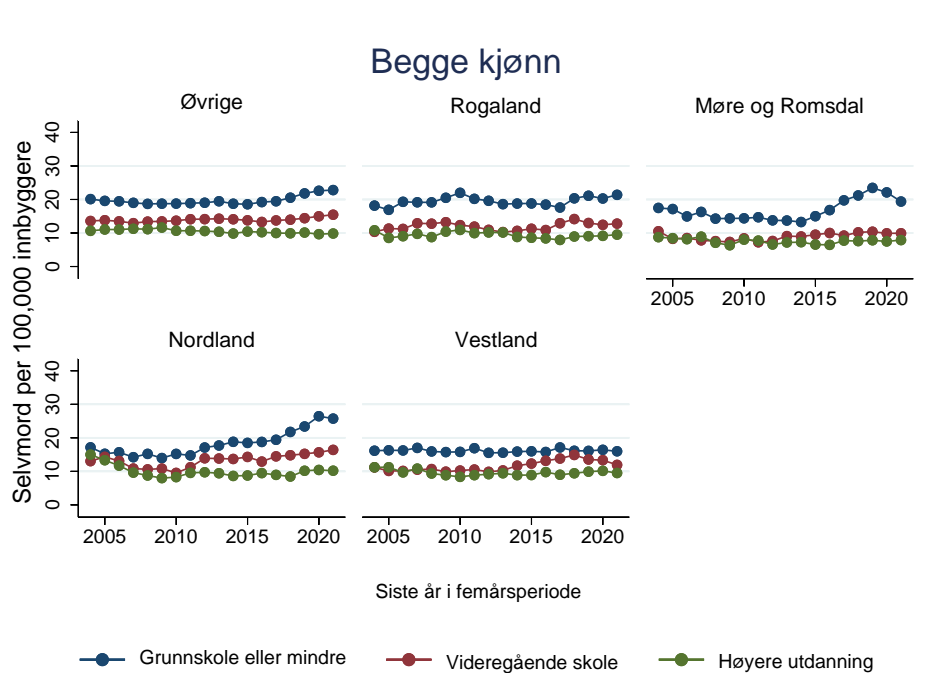 Begge kjønn
Øvrige
Rogaland
Møre og Romsdal
Selvmord per 100,000 innbyggere
40
30
20
10
0
2005 2010 2015 2020
Nordland
Vestland
40
30
20
10
0
2005 2010 2015 2020
2005 2010 2015 2020
Siste år i femårsperiode
Grunnskole eller mindre
Videregående skole
Høyere utdanning